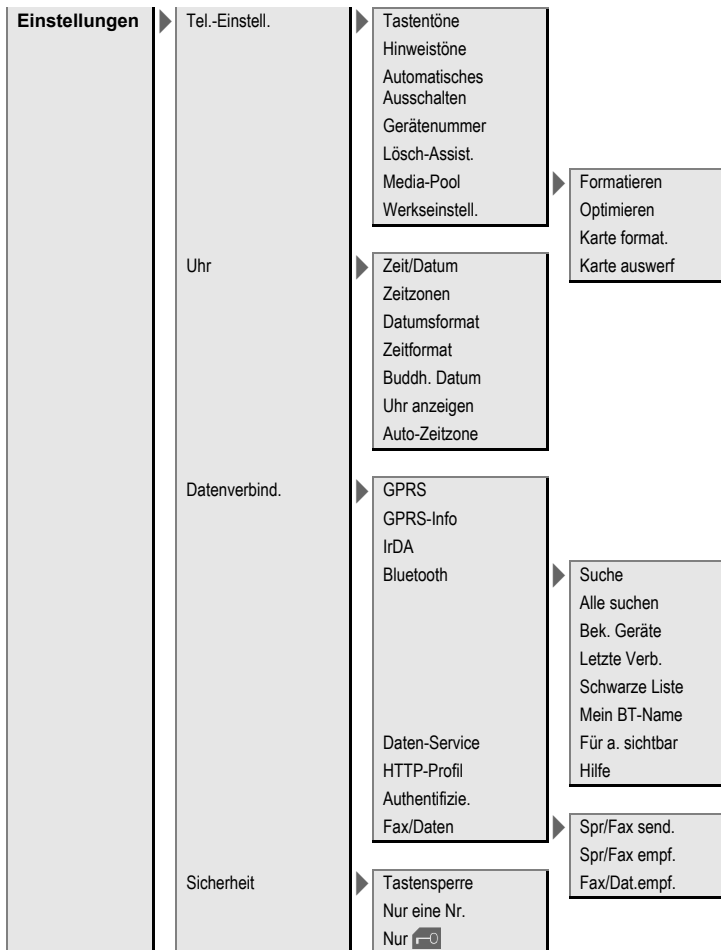 Einstellungen
Tel.-Einstell.
Tastentöne
Hinweistöne
Automatisches
Ausschalten
Gerätenummer
Lösch-Assist.
Media-Pool
Formatieren
Optimieren
Karte format.
Karte auswerf
Werkseinstell.
Uhr
Zeit/Datum
Zeitzonen
Datumsformat
Zeitformat
Buddh. Datum
Uhr anzeigen
Auto-Zeitzone
Datenverbind.
GPRS
GPRS-Info
IrDA
Bluetooth
Suche
Alle suchen
Bek. Geräte
Letzte Verb.
Schwarze Liste
Mein BT-Name
Für a. sichtbar
Hilfe
Daten-Service
HTTP-Profil
Authentifizie.
Fax/Daten
Spr/Fax send.
Spr/Fax empf.
Fax/Dat.empf.
Sicherheit
Tastensperre
Nur eine Nr.
Nur